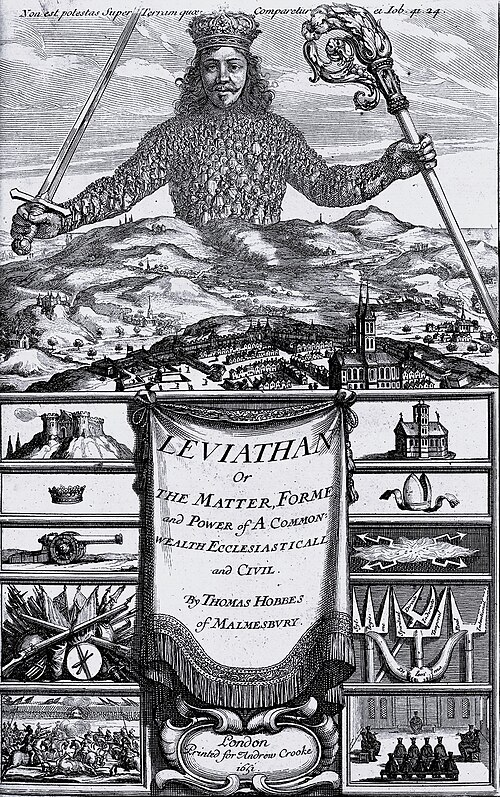 Non est potestas Super Terram quæ Comparetur ei Iob. 41. 24
LEVIATHAN
Or
THE MATTER, FORME
and POWER of A COMMON-
WEALTH ECCLESIASTICALL
and CIVIL.
By THOMAS HOBBES
of MALMESBURY.
London
Printed for Andrew Crooke
1651